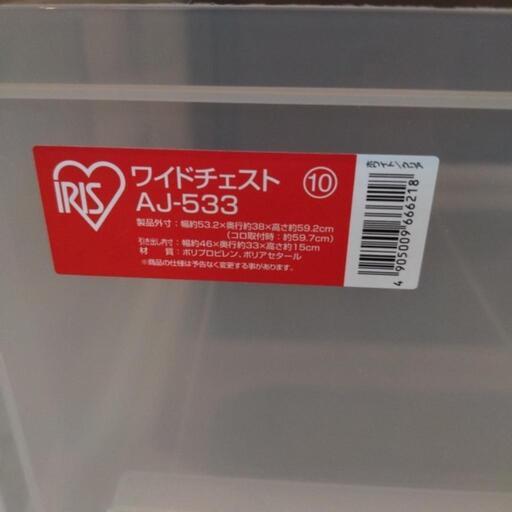 IRIS
ワイドチェスト ⑩
AJ-533
製品外寸:幅約53.2×奥行約38×高さ約59.2cm
(コロ取付時:約59.7cm)
引き出し内寸:幅約46×奥行約33×高さ約15cm
材 質:ポリプロピレン、ポリアセタール
※商品の仕様は予告なく変更する事があります。
ホワイト/クリア
4 905009 666218